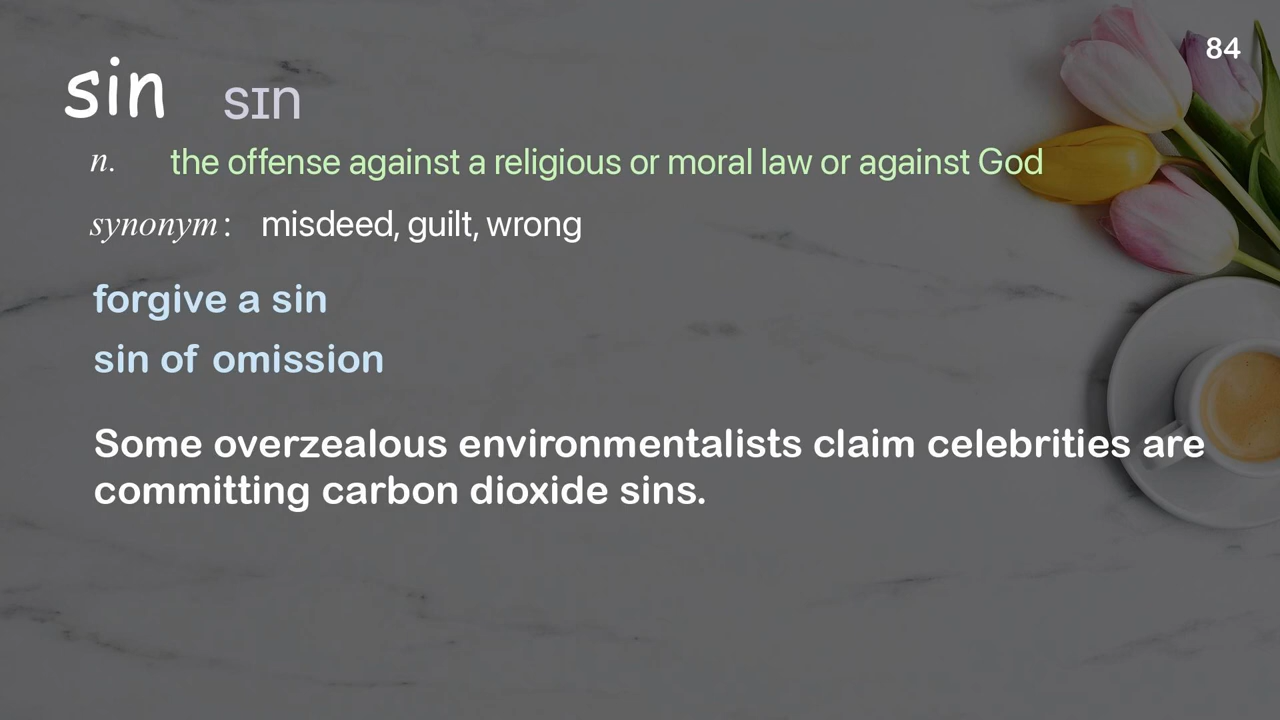 84
sin sɪn
n. the offense against a religious or moral law or against God
synonym: misdeed, guilt, wrong
forgive a sin
sin of omission
Some overzealous environmentalists claim celebrities are
committing carbon dioxide sins.